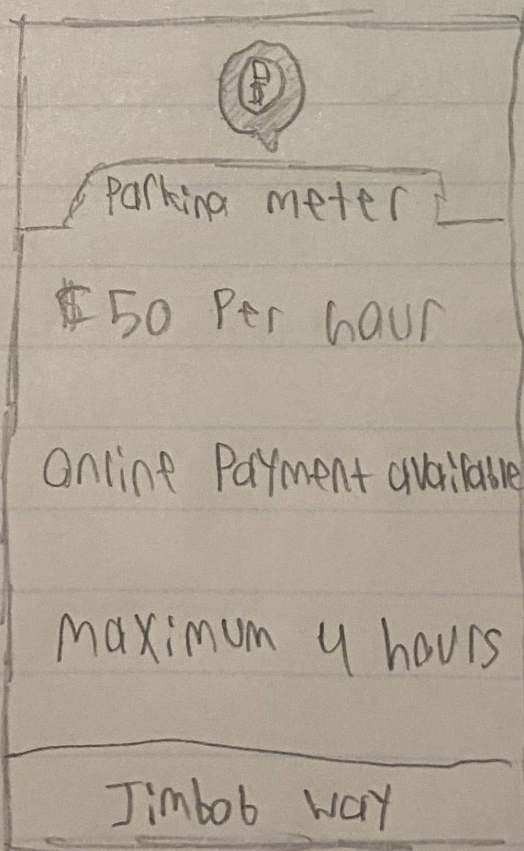 P
$
Parking meter
$50 Per hour
Online Payment available
Maximum 4 hours
Jimbob way